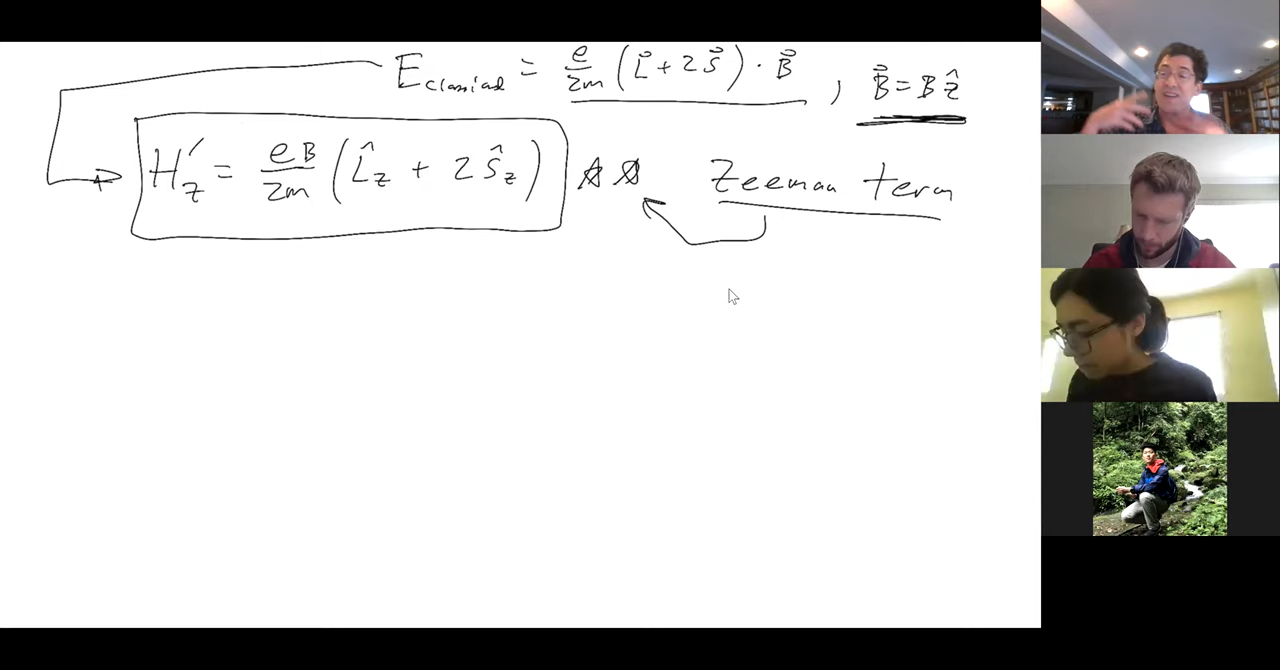 E_classical = e/2m (L⃗ + 2S⃗) · B⃗ , B⃗ = B ẑ
H'_z = eB/2m (L̂_z + 2Ŝ_z) Zeeman term